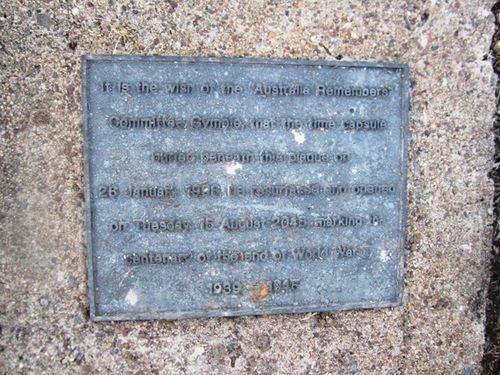 It is the wish of the "Australia Remembers"
Committee, Gympie, that the time capsule
buried beneath this plaque on
26 January 1996 be resurfaced and opened
on Tuesday 15 August 2045 marking the
centenary of the end of World War
1939 - 1945